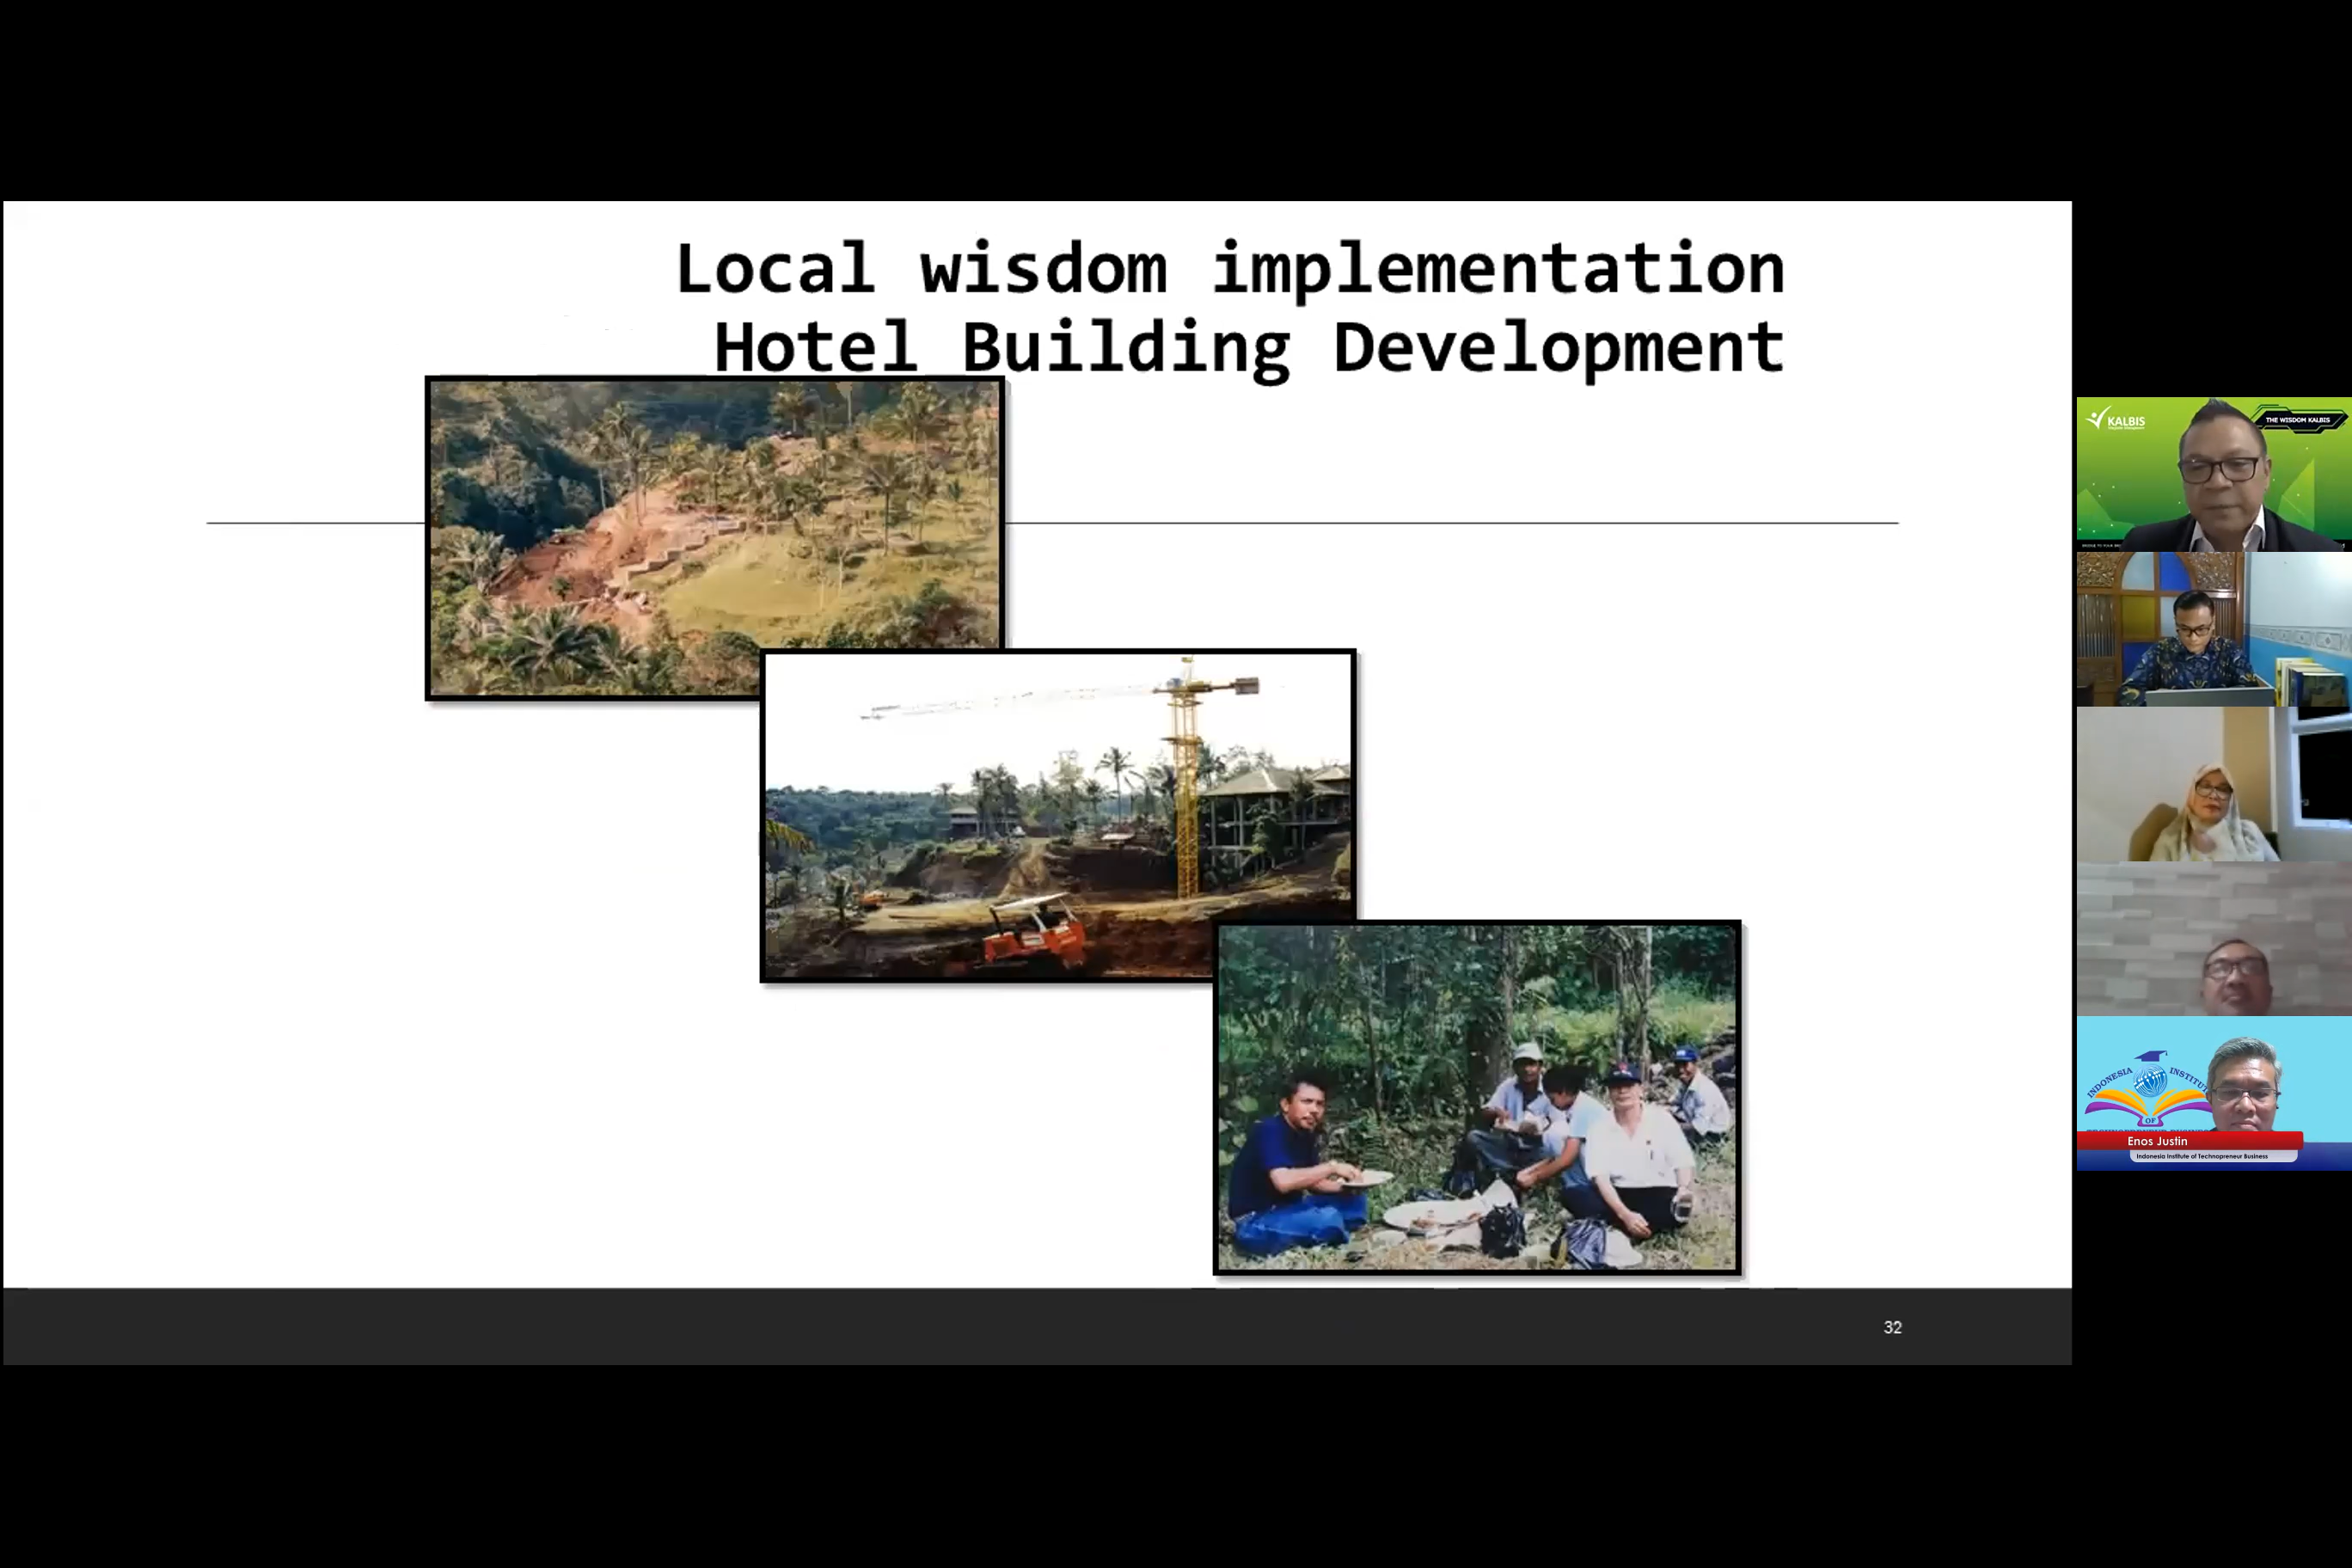 Local wisdom implementation
Hotel Building Development
32
KALBIS
THE WISDOM KALBIS
INDONESIA INSTITUT
OF
Enos Justin
Indonesia Institute of Technopreneur Business